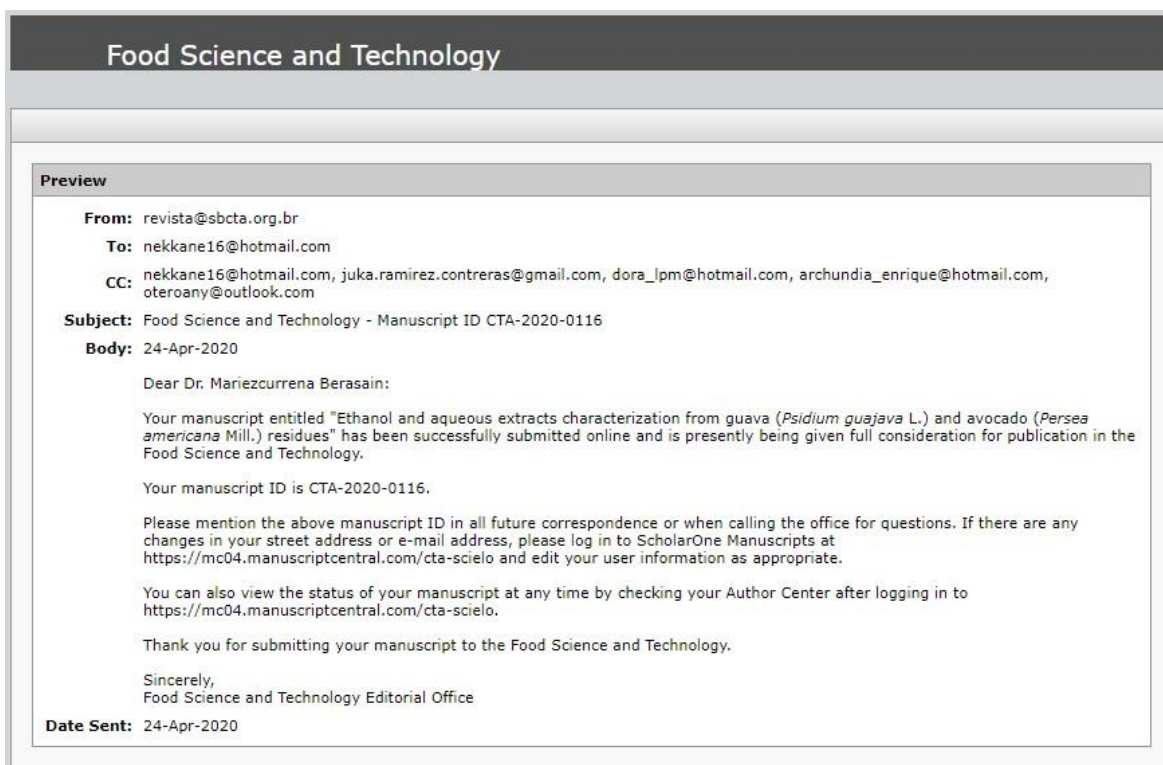 Food Science and Technology
Preview
From: revista@sbcta.org.br
To: nekkane16@hotmail.com
CC: nekkane16@hotmail.com, juka.ramirez.contreras@gmail.com, dora_lpm@hotmail.com, archundia_enrique@hotmail.com,
oteroany@outlook.com
Subject: Food Science and Technology - Manuscript ID CTA-2020-0116
Body: 24-Apr-2020
Dear Dr. Mariezcurrena Berasain:
Your manuscript entitled "Ethanol and aqueous extracts characterization from guava (Psidium guajava L.) and avocado (Persea
americana Mill.) residues" has been successfully submitted online and is presently being given full consideration for publication in the
Food Science and Technology.
Your manuscript ID is CTA-2020-0116.
Please mention the above manuscript ID in all future correspondence or when calling the office for questions. If there are any
changes in your street address or e-mail address, please log in to ScholarOne Manuscripts at
https://mc04.manuscriptcentral.com/cta-scielo and edit your user information as appropriate.
You can also view the status of your manuscript at any time by checking your Author Center after logging in to
https://mc04.manuscriptcentral.com/cta-scielo.
Thank you for submitting your manuscript to the Food Science and Technology.
Sincerely,
Food Science and Technology Editorial Office
Date Sent: 24-Apr-2020